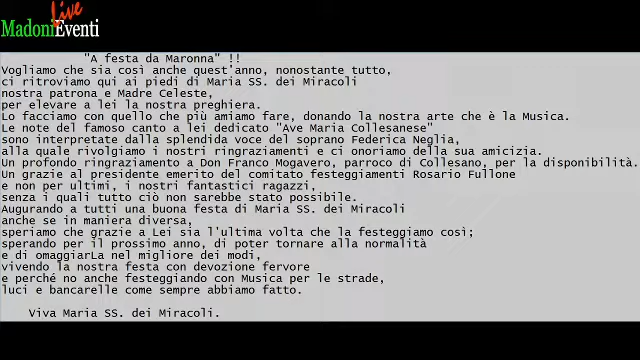 Live
MadoniEventi
"A festa da Maronna" !!
Vogliamo che sia così anche quest'anno, nonostante tutto,
ci ritroviamo qui ai piedi di Maria SS. dei Miracoli
nostra patrona e Madre Celeste,
per elevare a lei la nostra preghiera.
Lo facciamo con quello che più amiamo fare, donando la nostra arte che è la Musica.
Le note del famoso canto a lei dedicato "Ave Maria Collesanese"
sono interpretate dalla splendida voce del soprano Federica Neglia,
alla quale rivolgiamo i nostri ringraziamenti e ci onoriamo della sua amicizia.
Un profondo ringraziamento a Don Franco Mogavero, parroco di Collesano, per la disponibilità.
Un grazie al presidente emerito del comitato festeggiamenti Rosario Fullone
e non per ultimi, i nostri fantastici ragazzi,
senza i quali tutto ciò non sarebbe stato possibile.
Augurando a tutti una buona festa di Maria SS. dei Miracoli
anche se in maniera diversa,
speriamo che grazie a Lei sia l'ultima volta che la festeggiamo così;
sperando per il prossimo anno, di poter tornare alla normalità
e di omaggiarLa nel migliore dei modi,
vivendo la nostra festa con devozione fervore
e perché no anche festeggiando con Musica per le strade,
luci e bancarelle come sempre abbiamo fatto.
Viva Maria SS. dei Miracoli.